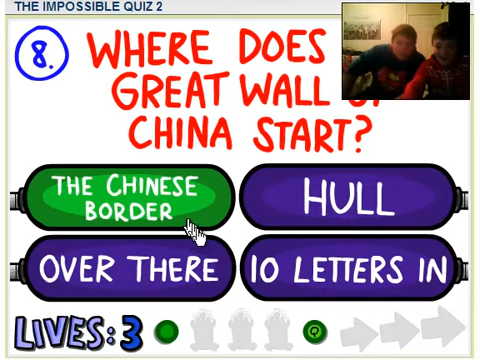 THE IMPOSSIBLE QUIZ 2
8.
WHERE DOES
GREAT WALL
CHINA START?
THE CHINESE
BORDER
HULL
OVER THERE
10 LETTERS IN
LIVES: 3